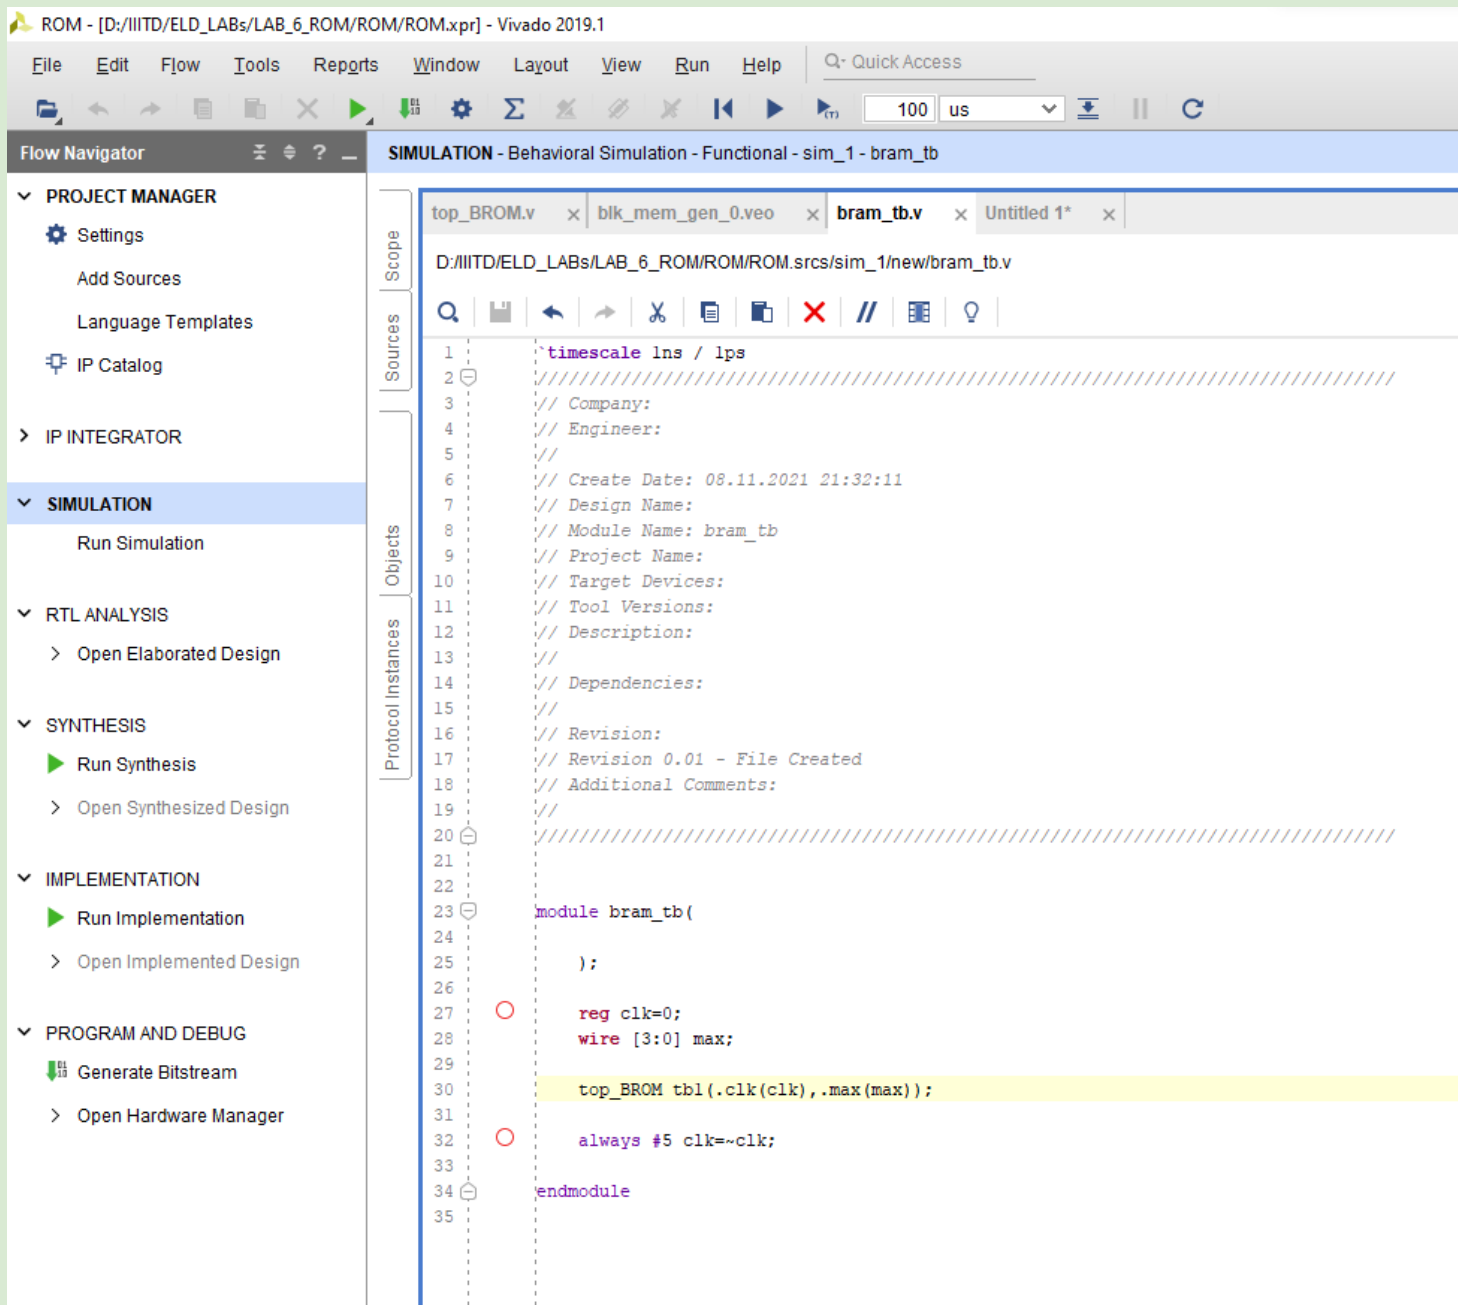 ROM - [D:/IIITD/ELD_LABs/LAB_6_ROM/ROM/ROM.xpr] - Vivado 2019.1
File Edit Flow Tools Reports Window Layout View Run Help Quick Access
100 us
Flow Navigator ? _
SIMULATION - Behavioral Simulation - Functional - sim_1 - bram_tb
PROJECT MANAGER
Settings
Add Sources
Language Templates
IP Catalog
IP INTEGRATOR
SIMULATION
Run Simulation
RTL ANALYSIS
Open Elaborated Design
SYNTHESIS
Run Synthesis
Open Synthesized Design
IMPLEMENTATION
Run Implementation
Open Implemented Design
PROGRAM AND DEBUG
Generate Bitstream
Open Hardware Manager
Scope
Sources
Objects
Protocol Instances
top_BROM.v × blk_mem_gen_0.veo × bram_tb.v × Untitled 1* ×
D:/IIITD/ELD_LABs/LAB_6_ROM/ROM/ROM.srcs/sim_1/new/bram_tb.v
1 `timescale 1ns / 1ps
2 //////////////////////////////////////////////////////////////////////////////////
3 // Company:
4 // Engineer:
5 //
6 // Create Date: 08.11.2021 21:32:11
7 // Design Name:
8 // Module Name: bram_tb
9 // Project Name:
10 // Target Devices:
11 // Tool Versions:
12 // Description:
13 //
14 // Dependencies:
15 //
16 // Revision:
17 // Revision 0.01 - File Created
18 // Additional Comments:
19 //
20 //////////////////////////////////////////////////////////////////////////////////
21
22
23 module bram_tb(
24
25 );
26
27 reg clk=0;
28 wire [3:0] max;
29
30 top_BROM tb1(.clk(clk),.max(max));
31
32 always #5 clk=~clk;
33
34 endmodule
35